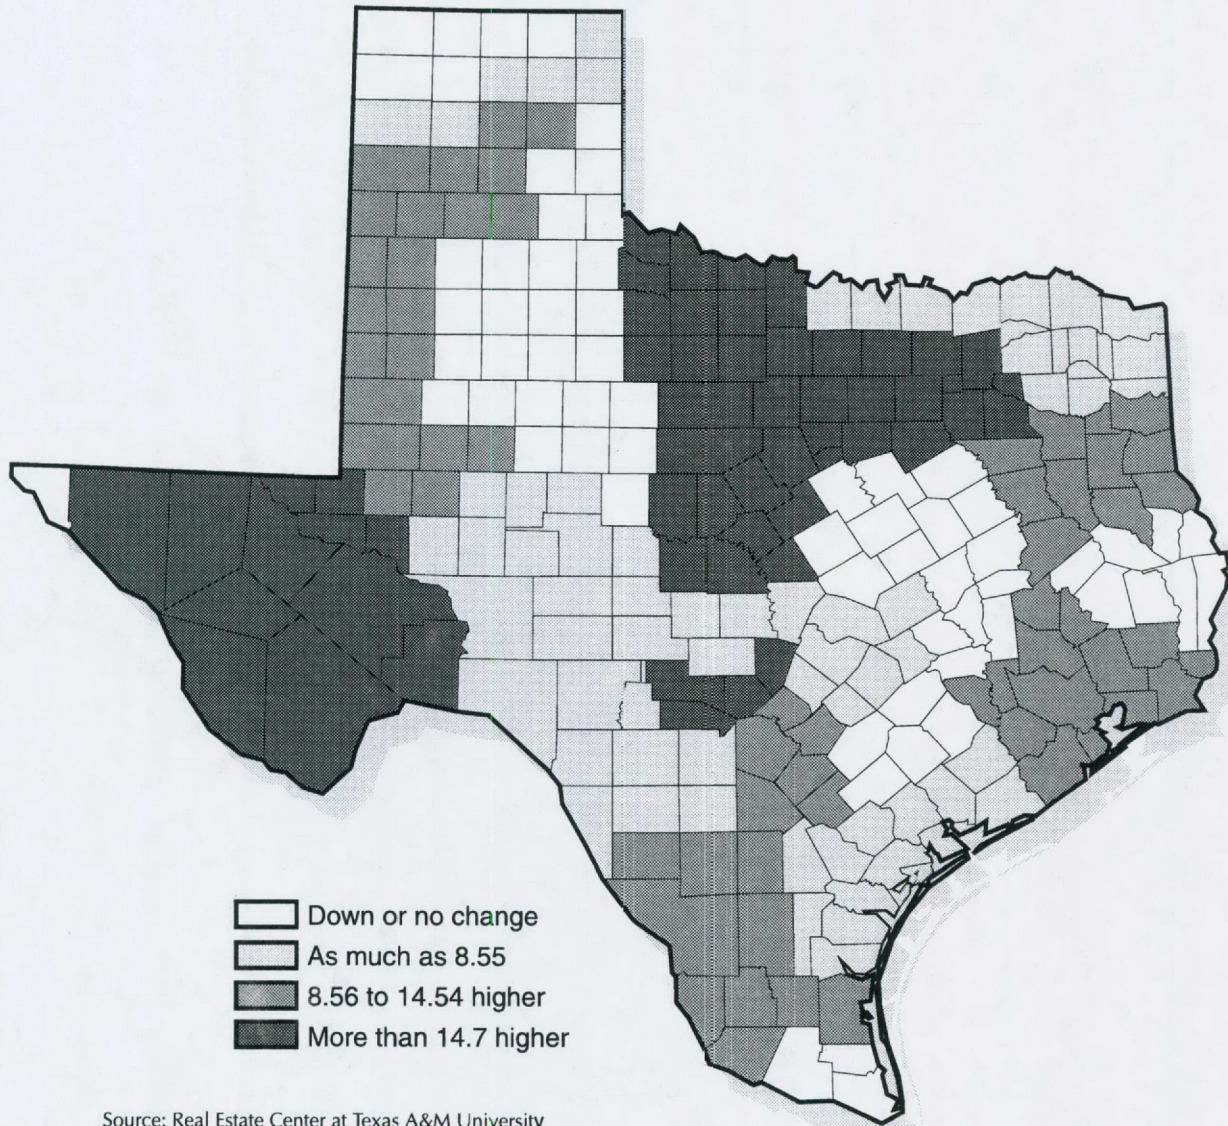 Down or no change
As much as 8.55
8.56 to 14.54 higher
More than 14.7 higher
Source: Real Estate Center at Texas A&M University